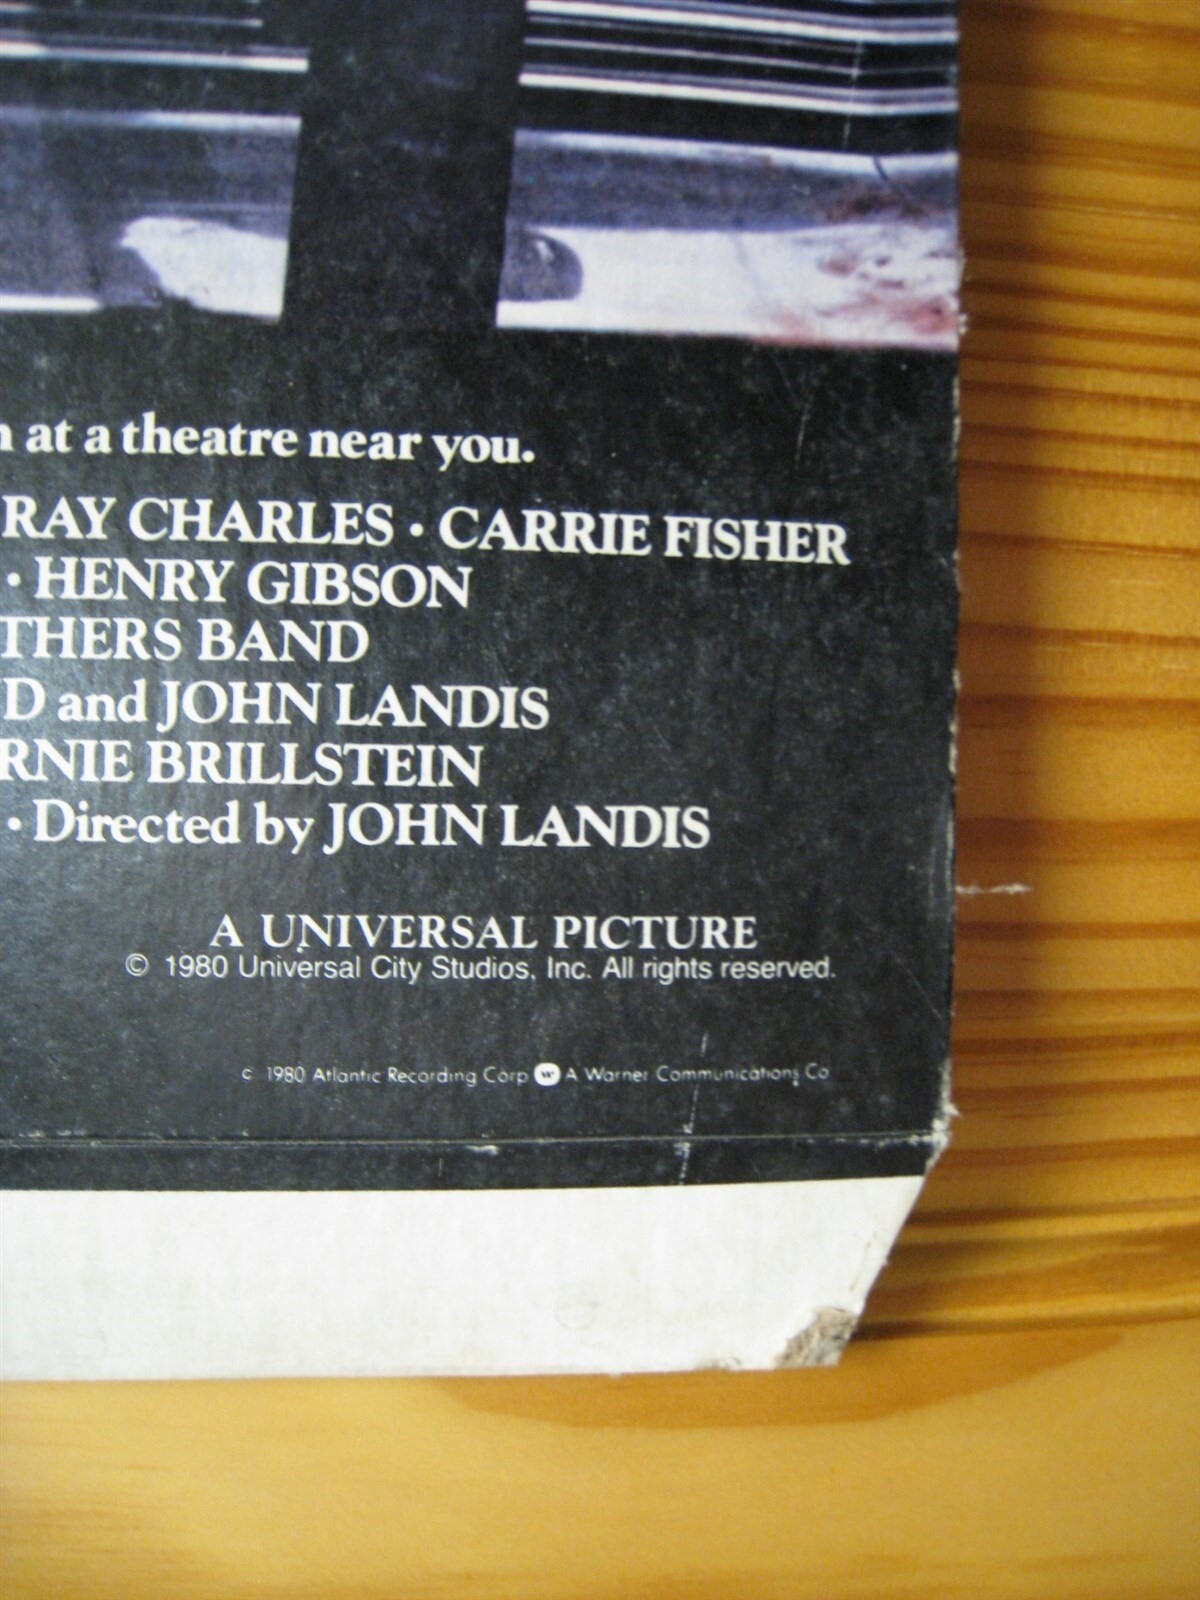 at a theatre near you.
RAY CHARLES · CARRIE FISHER
· HENRY GIBSON
THERS BAND
D and JOHN LANDIS
RNIE BRILLSTEIN
· Directed by JOHN LANDIS
A UNIVERSAL PICTURE
© 1980 Universal City Studios, Inc. All rights reserved.
c 1980 Atlantic Recording Corp W A Warner Communications Co